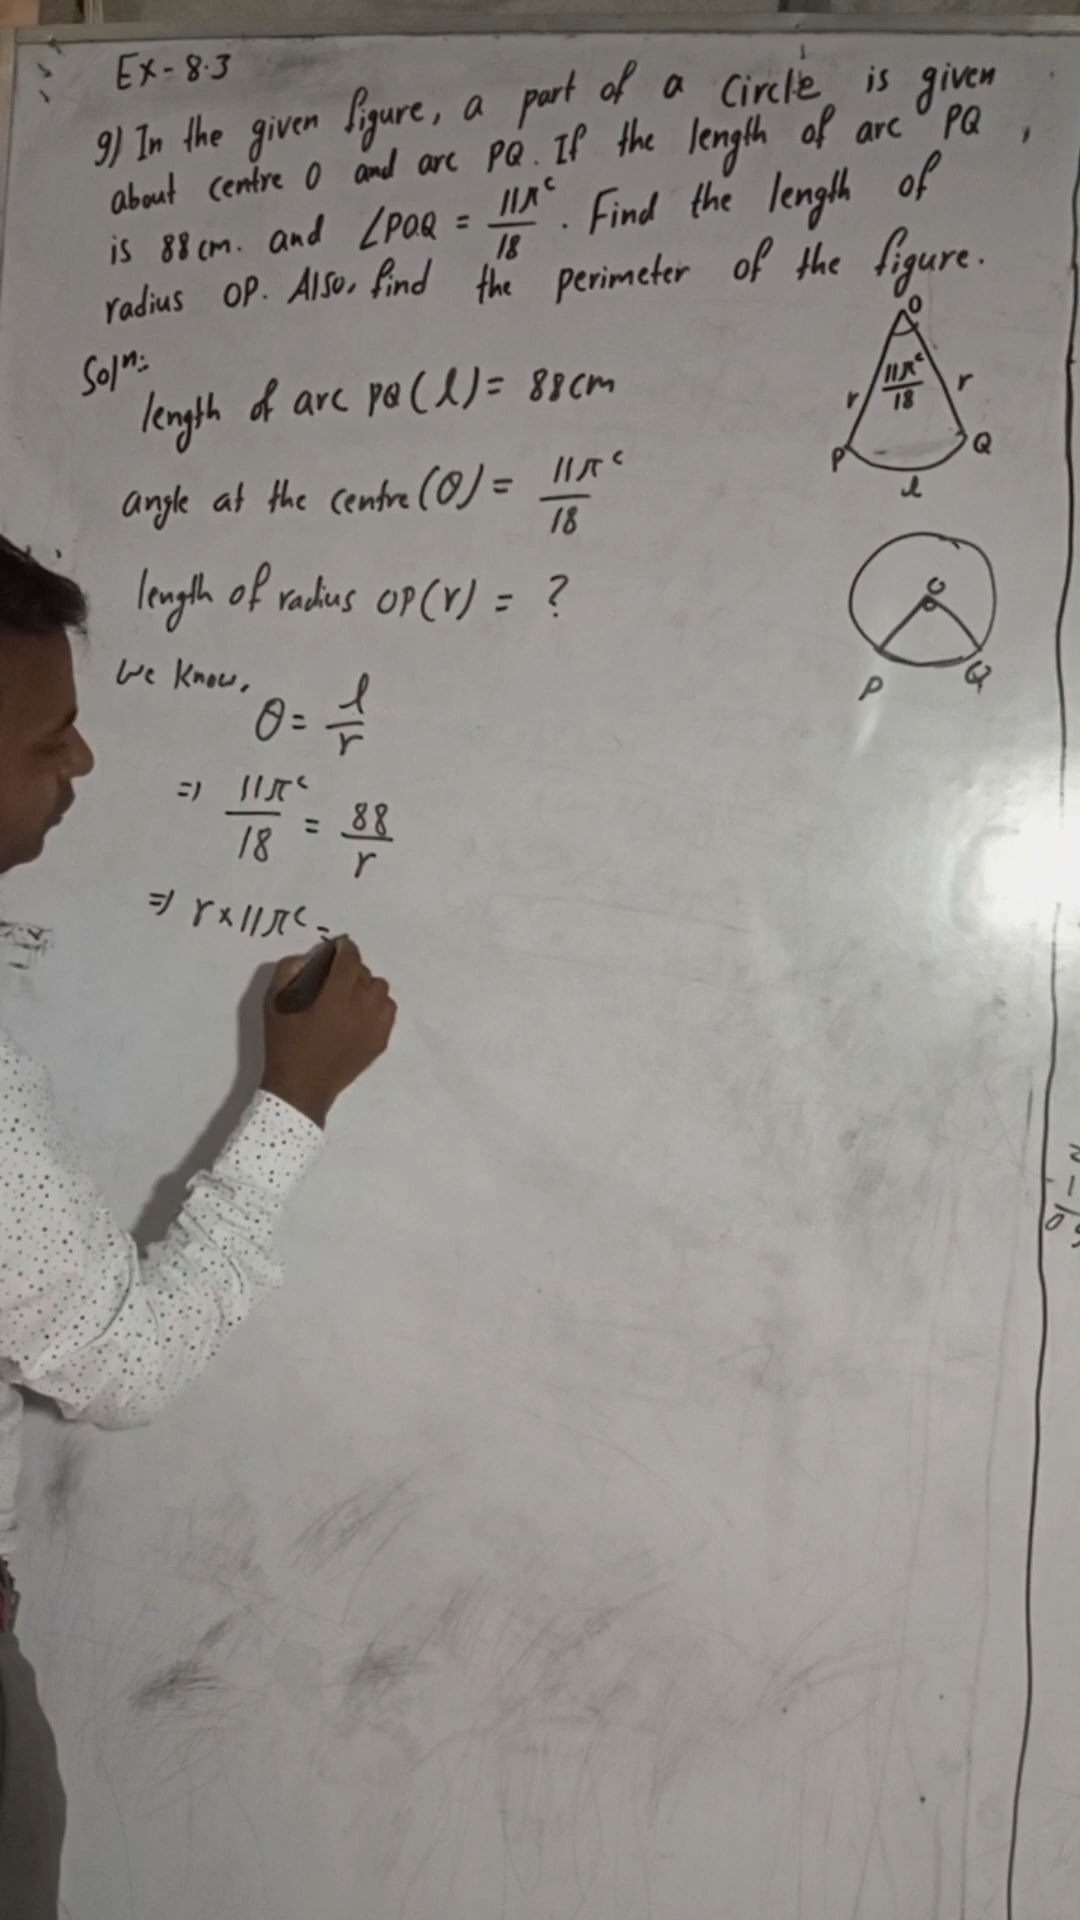 Ex - 8.3
9) In the given figure, a part of a Circle is given
about centre O and arc PQ. If the length of arc PQ,
is 88 cm. and ∠POQ = 11π^c/18 . Find the length of
radius OP. Also, find the perimeter of the figure.
Solⁿ:
length of arc PQ (l) = 88 cm
angle at the centre (θ) = 11π^c/18
length of radius OP (r) = ?
We know,
θ = l/r
⇒ 11π^c/18 = 88/r
⇒ r × 11π^c =
O
11π^c/18
r
r
P
Q
l
O
P
Q